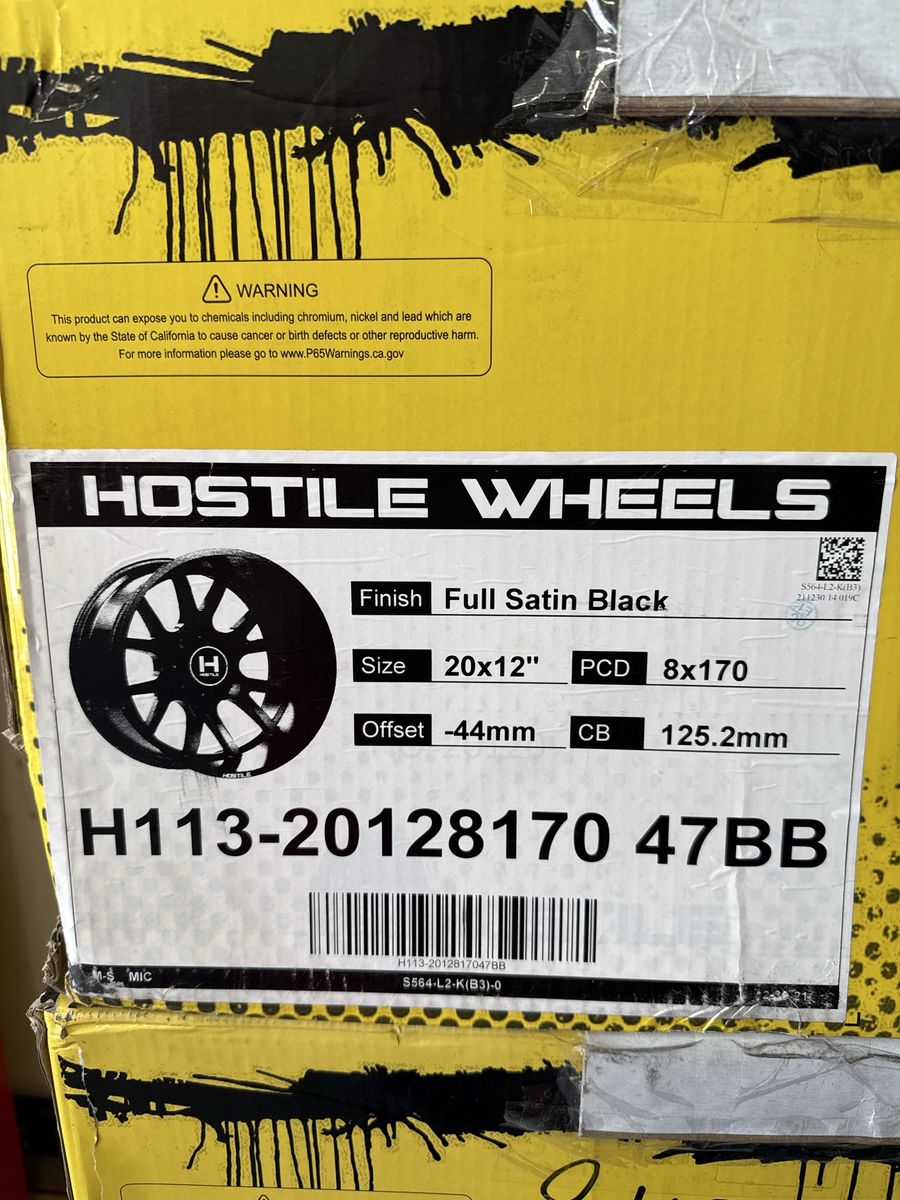 WARNING
This product can expose you to chemicals including chromium, nickel and lead which are
known by the State of California to cause cancer or birth defects or other reproductive harm.
For more information please go to www.P65Warnings.ca.gov
HOSTILE WHEELS
S564-L2-K(B3)
211230 14 019C
Finish Full Satin Black
Size 20x12" PCD 8x170
Offset -44mm CB 125.2mm
H
HOSTILE
HOSTILE
H113-20128170 47BB
H113-2012817047BB
M-S MIC
S564-L2-K(B3)-0